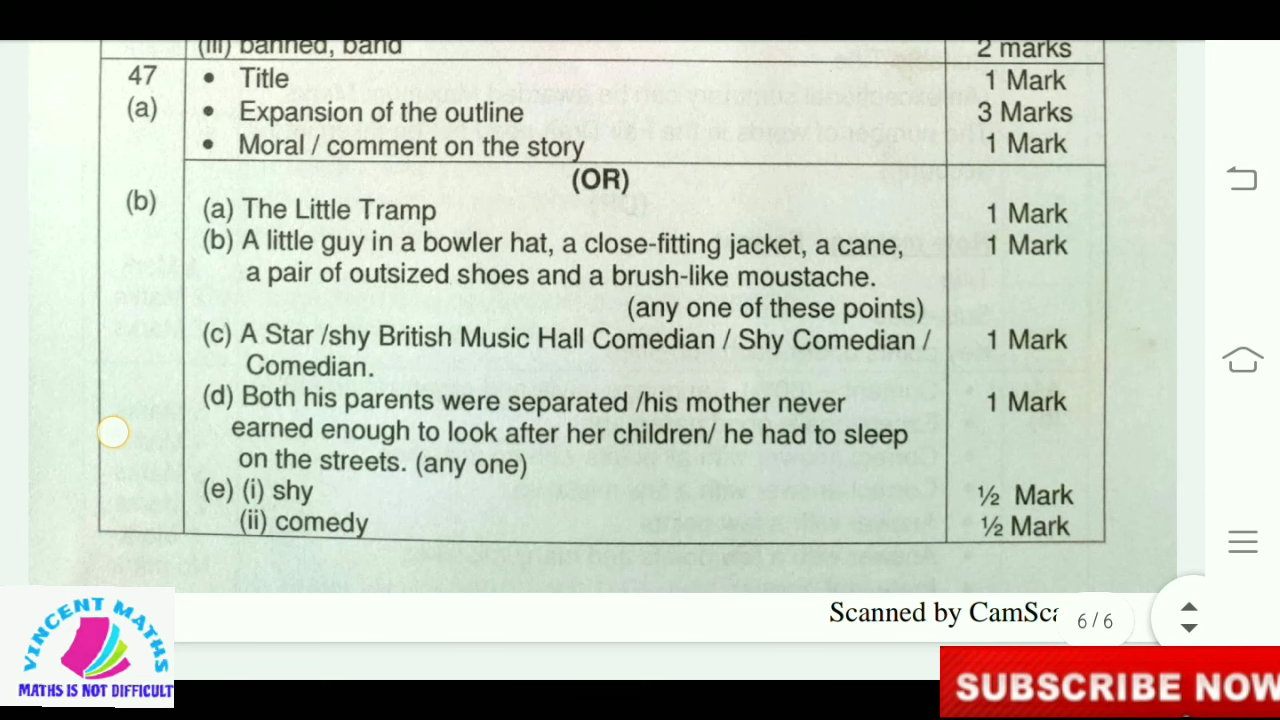 (iii) banned, band 2 marks
47 • Title 1 Mark
(a) • Expansion of the outline 3 Marks
• Moral / comment on the story 1 Mark
(OR)
(b) (a) The Little Tramp 1 Mark
(b) A little guy in a bowler hat, a close-fitting jacket, a cane, 1 Mark
a pair of outsized shoes and a brush-like moustache.
(any one of these points)
(c) A Star /shy British Music Hall Comedian / Shy Comedian / 1 Mark
Comedian.
(d) Both his parents were separated /his mother never 1 Mark
earned enough to look after her children/ he had to sleep
on the streets. (any one)
(e) (i) shy ½ Mark
(ii) comedy ½ Mark
Scanned by CamSca
6 / 6
VINCENT MATHS
MATHS IS NOT DIFFICULT
SUBSCRIBE NOW